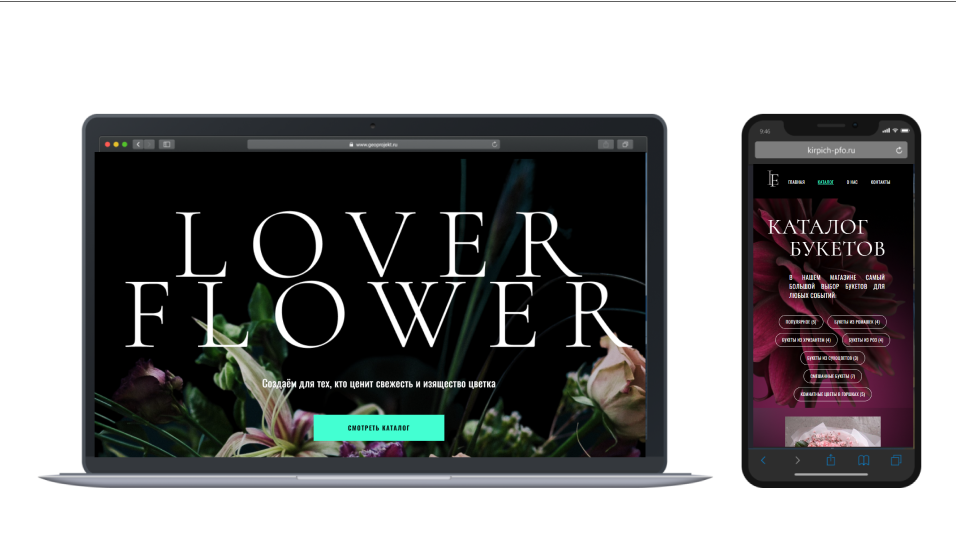 www.geoprojekt.ru
LOVER
FLOWER
Создаём для тех, кто ценит свежесть и изящество цветка
СМОТРЕТЬ КАТАЛОГ
9:46
kirpich-pfo.ru
LF
ГЛАВНАЯ КАТАЛОГ О НАС КОНТАКТЫ
КАТАЛОГ
БУКЕТОВ
В НАШЕМ МАГАЗИНЕ САМЫЙ
БОЛЬШОЙ ВЫБОР БУКЕТОВ ДЛЯ
ЛЮБЫХ СОБЫТИЙ:
ПОПУЛЯРНОЕ (5) БУКЕТЫ ИЗ РОМАШЕК (4)
БУКЕТЫ ИЗ ХРИЗАНТЕМ (4) БУКЕТЫ ИЗ РОЗ (4)
БУКЕТЫ ИЗ СУХОЦВЕТОВ (3)
СМЕШАННЫЕ БУКЕТЫ (7)
КОМНАТНЫЕ ЦВЕТЫ В ГОРШКАХ (5)